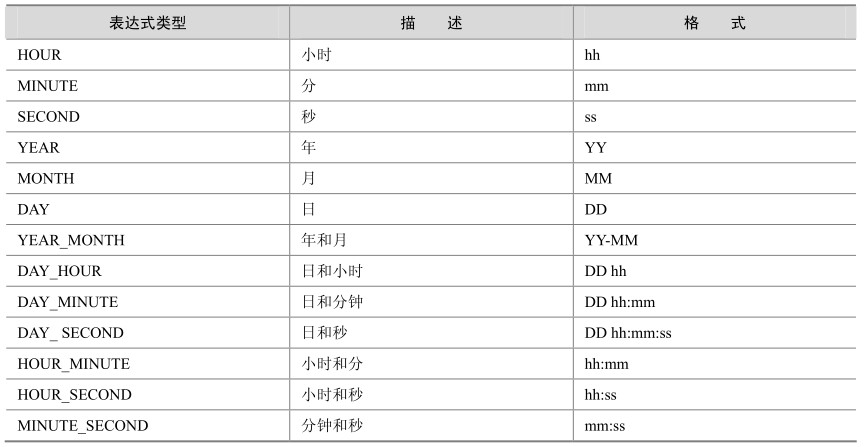 表达式类型 描 述 格 式
HOUR 小时 hh
MINUTE 分 mm
SECOND 秒 ss
YEAR 年 YY
MONTH 月 MM
DAY 日 DD
YEAR_MONTH 年和月 YY-MM
DAY_HOUR 日和小时 DD hh
DAY_MINUTE 日和分钟 DD hh:mm
DAY_ SECOND 日和秒 DD hh:mm:ss
HOUR_MINUTE 小时和分 hh:mm
HOUR_SECOND 小时和秒 hh:ss
MINUTE_SECOND 分钟和秒 mm:ss